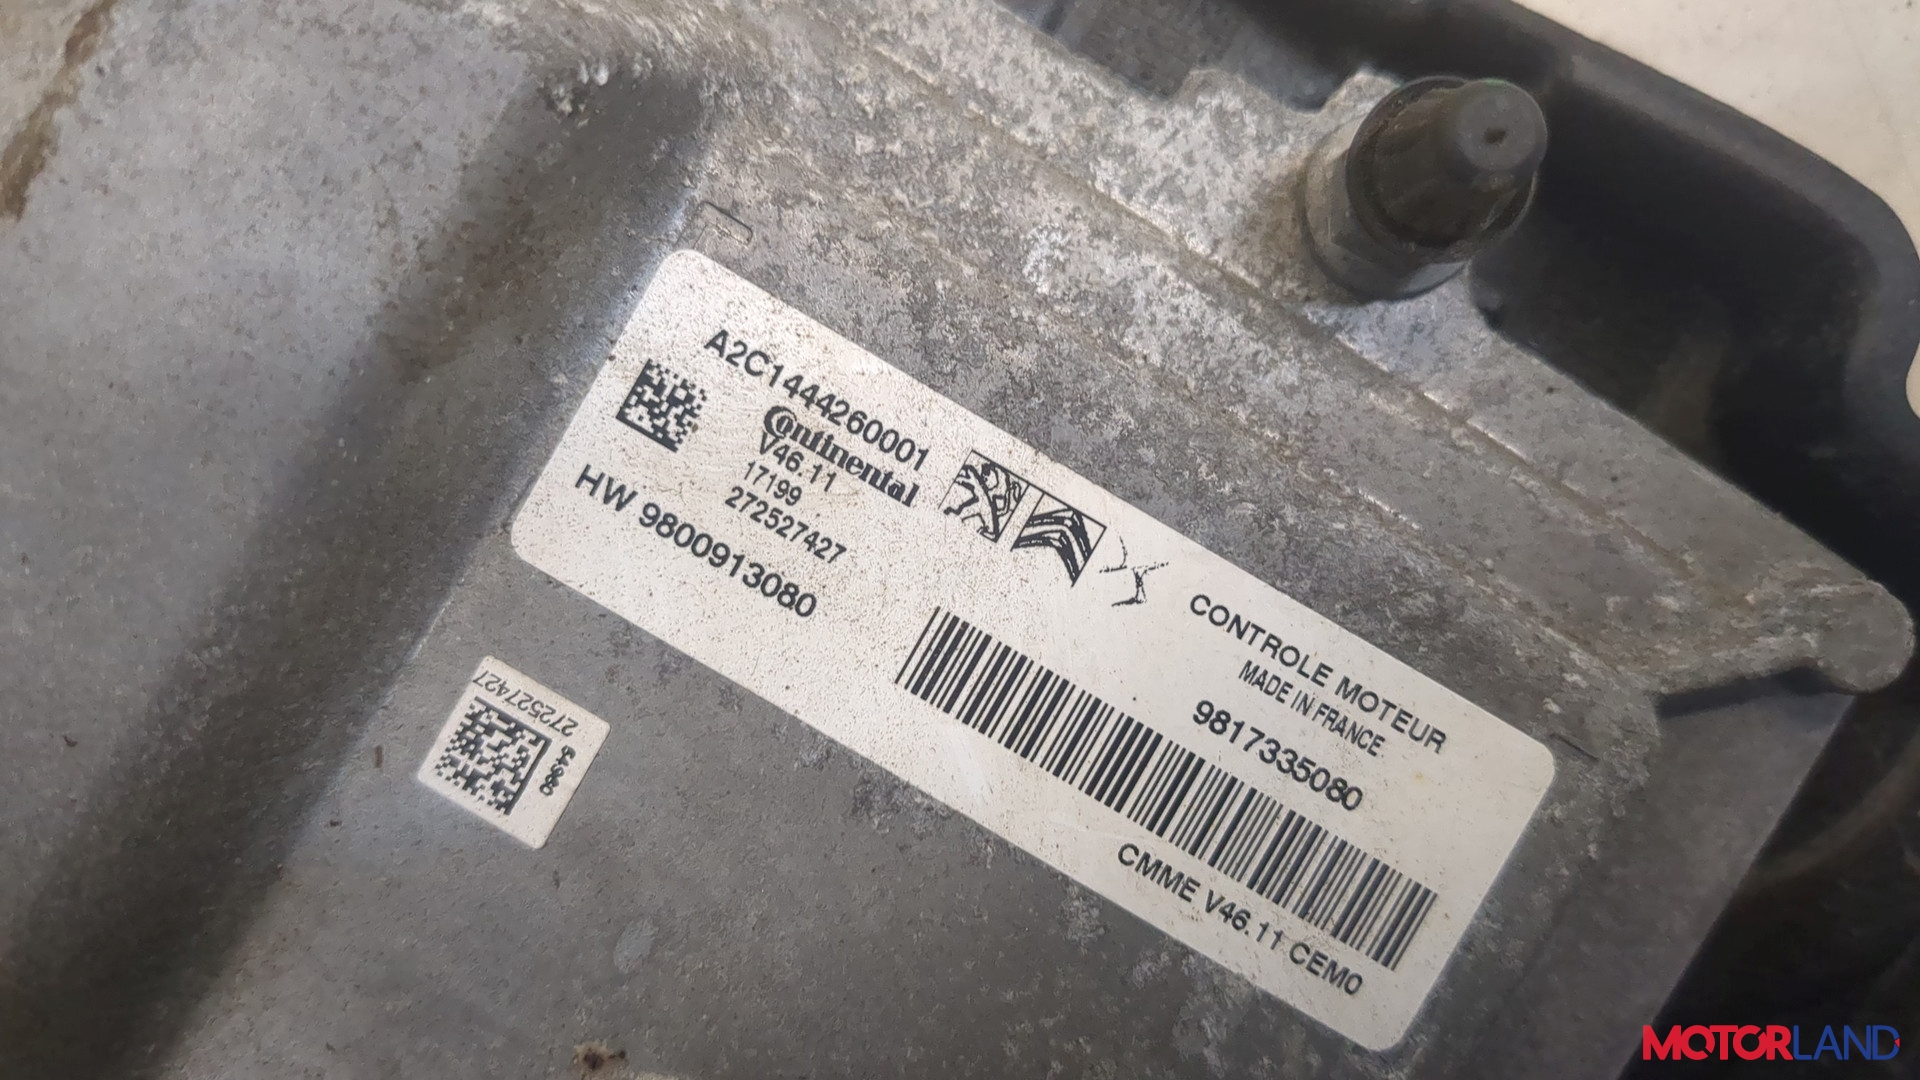 A2C1444260001
Continental
V46.11
17199
272527427
HW 9800913080
CONTROLE MOTEUR
MADE IN FRANCE
9817335080
CMME V46.11 CEM0
272527427
MOTORLAND